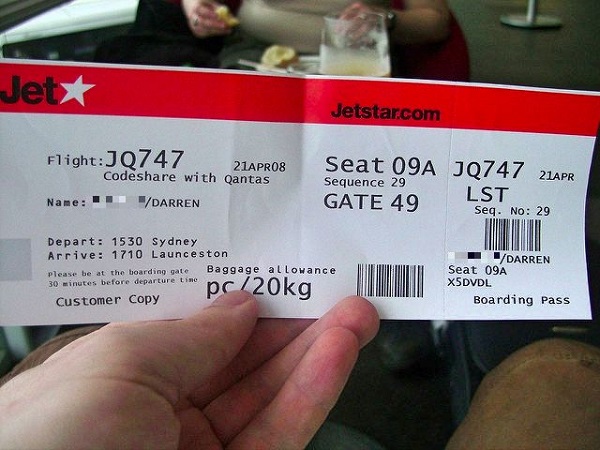 Jet
Jetstar.com
Flight:JQ747 21APR08
Codeshare with Qantas
Name: /DARREN
Depart: 1530 Sydney
Arrive: 1710 Launceston
Please be at the boarding gate
30 minutes before departure time
Customer Copy
Baggage allowance
pc/20kg
Seat 09A
Sequence 29
GATE 49
JQ747 21APR
LST
Seq. No: 29
/DARREN
Seat 09A
X5DVDL
Boarding Pass